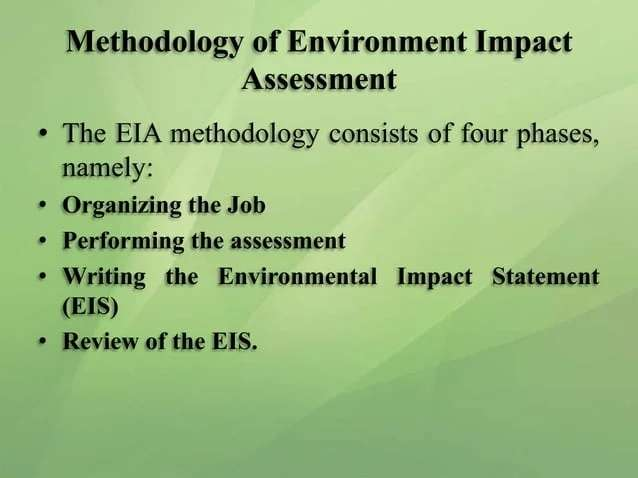 Methodology of Environment Impact
Assessment
• The EIA methodology consists of four phases,
namely:
• Organizing the Job
• Performing the assessment
• Writing the Environmental Impact Statement
(EIS)
• Review of the EIS.